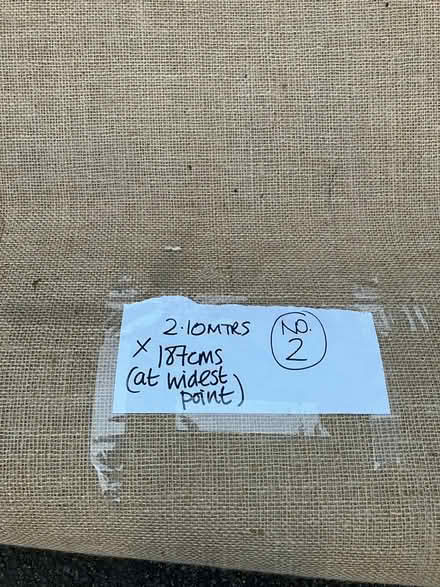 2.10MTRS
× 187cms
(at widest
point)
NO.
2